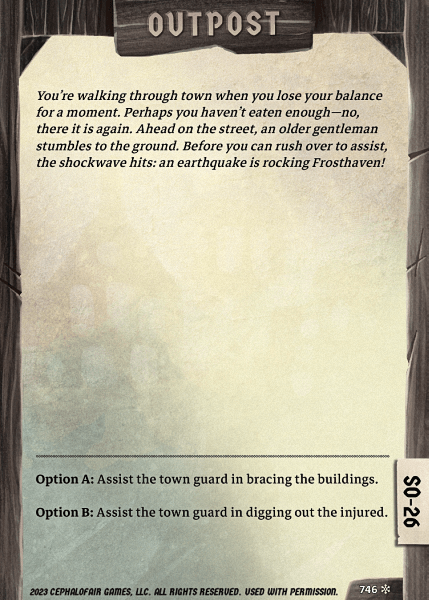 OUTPOST
You're walking through town when you lose your balance
for a moment. Perhaps you haven't eaten enough—no,
there it is again. Ahead on the street, an older gentleman
stumbles to the ground. Before you can rush over to assist,
the shockwave hits: an earthquake is rocking Frosthaven!
Option A: Assist the town guard in bracing the buildings.
Option B: Assist the town guard in digging out the injured.
SO-26
2023 CEPHALOFAIR GAMES, LLC. ALL RIGHTS RESERVED. USED WITH PERMISSION.
746